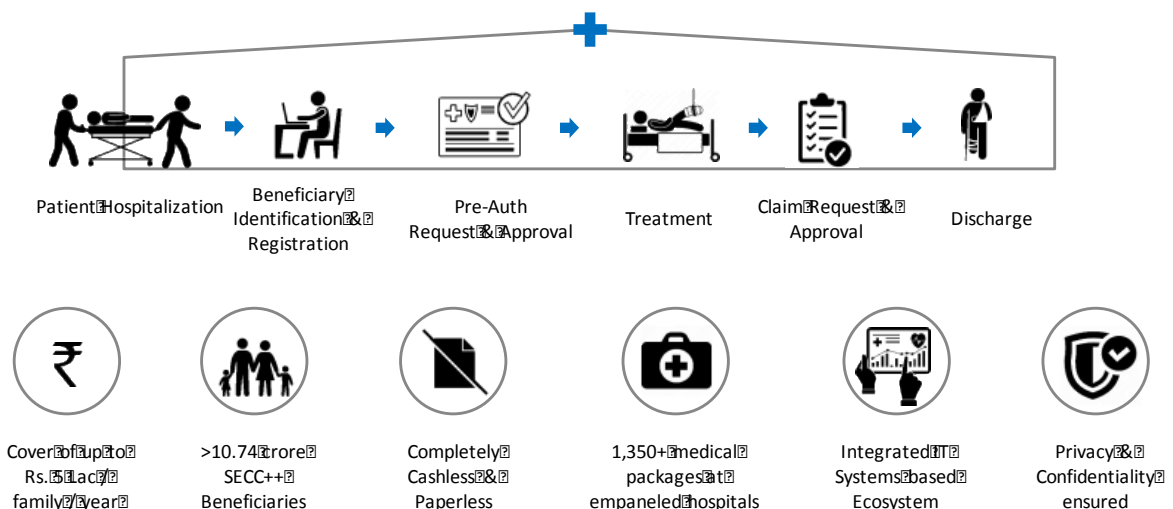 Patient Hospitalization
Beneficiary
Identification &
Registration
Pre-Auth
Request & Approval
Treatment
Claim Request &
Approval
Discharge
₹
Cover of up to
Rs. 5 Lac /
family / year
>10.74 crore
SECC++
Beneficiaries
Completely
Cashless &
Paperless
1,350+ medical
packages at
empaneled hospitals
Integrated IT
Systems based
Ecosystem
Privacy &
Confidentiality
ensured